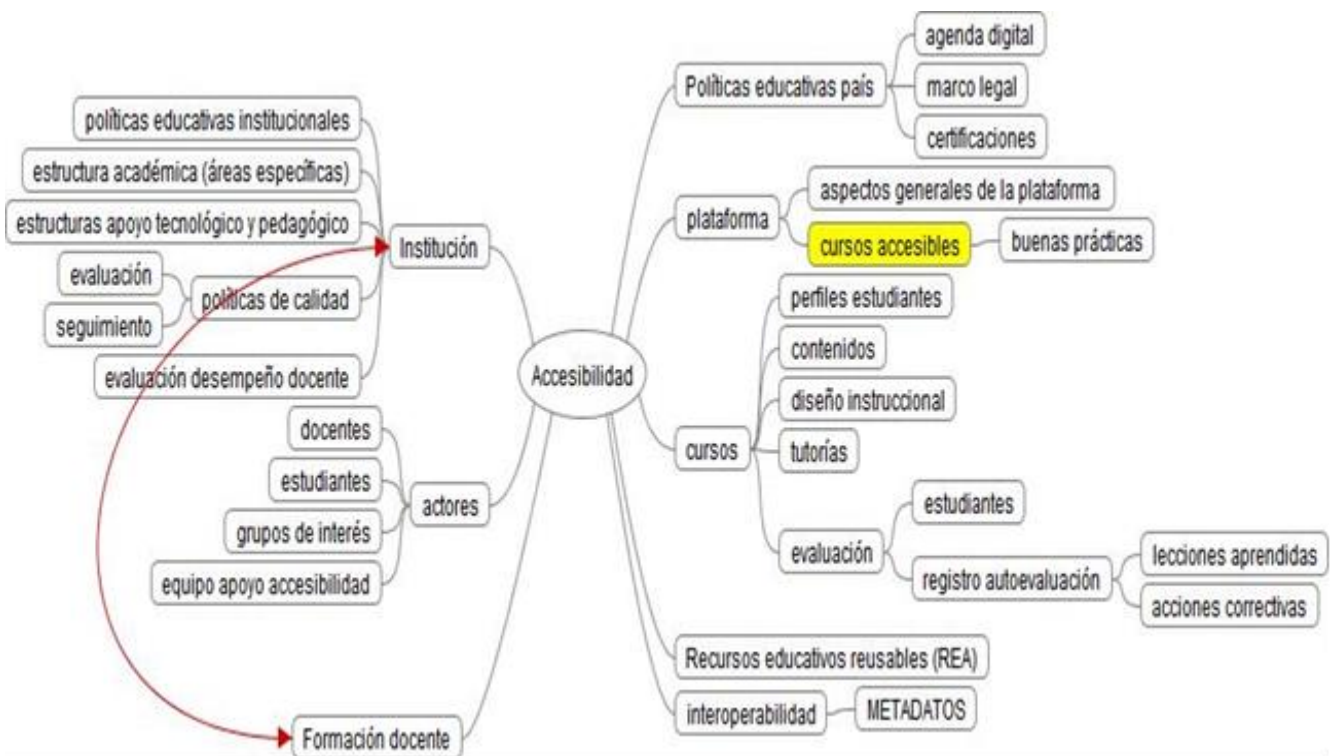 Accesibilidad
Políticas educativas país
agenda digital
marco legal
certificaciones
plataforma
aspectos generales de la plataforma
cursos accesibles
buenas prácticas
cursos
perfiles estudiantes
contenidos
diseño instruccional
tutorías
evaluación
estudiantes
registro autoevaluación
lecciones aprendidas
acciones correctivas
Recursos educativos reusables (REA)
interoperabilidad
METADATOS
Institución
políticas educativas institucionales
estructura académica (áreas específicas)
estructuras apoyo tecnológico y pedagógico
políticas de calidad
evaluación
seguimiento
evaluación desempeño docente
actores
docentes
estudiantes
grupos de interés
equipo apoyo accesibilidad
Formación docente